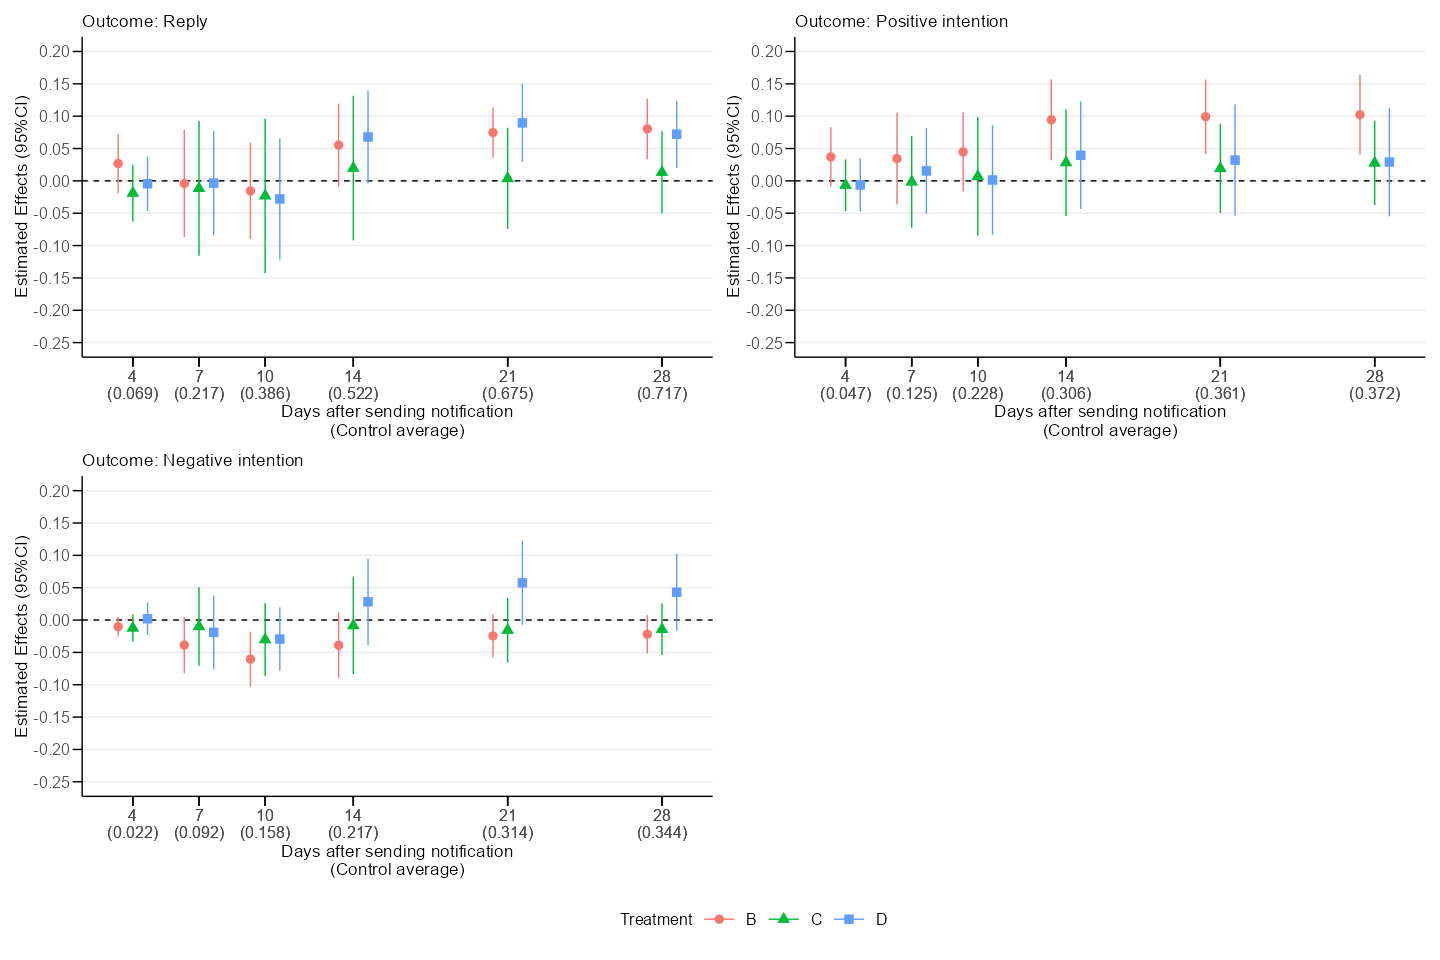 Outcome: Reply
Estimated Effects (95%CI)
0.20
0.15
0.10
0.05
0.00
-0.05
-0.10
-0.15
-0.20
-0.25
4 7 10 14 21 28
(0.069) (0.217) (0.386) (0.522) (0.675) (0.717)
Days after sending notification
(Control average)
Outcome: Positive intention
Estimated Effects (95%CI)
0.20
0.15
0.10
0.05
0.00
-0.05
-0.10
-0.15
-0.20
-0.25
4 7 10 14 21 28
(0.047) (0.125) (0.228) (0.306) (0.361) (0.372)
Days after sending notification
(Control average)
Outcome: Negative intention
Estimated Effects (95%CI)
0.20
0.15
0.10
0.05
0.00
-0.05
-0.10
-0.15
-0.20
-0.25
4 7 10 14 21 28
(0.022) (0.092) (0.158) (0.217) (0.314) (0.344)
Days after sending notification
(Control average)
Treatment B C D